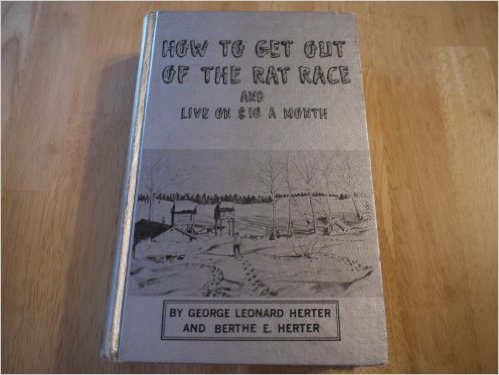 HOW TO GET OUT
OF THE RAT RACE
AND
LIVE ON $10 A MONTH
BY GEORGE LEONARD HERTER
AND BERTHE E. HERTER